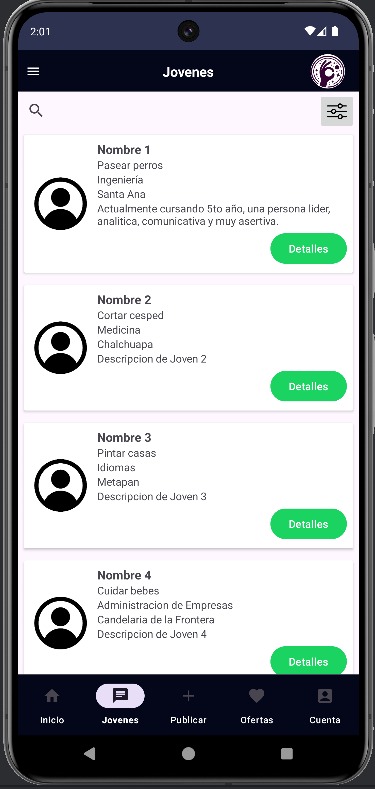 2:01
Jovenes
Nombre 1
Pasear perros
Ingeniería
Santa Ana
Actualmente cursando 5to año, una persona lider,
analitica, comunicativa y muy asertiva.
Detalles
Nombre 2
Cortar cesped
Medicina
Chalchuapa
Descripcion de Joven 2
Detalles
Nombre 3
Pintar casas
Idiomas
Metapan
Descripcion de Joven 3
Detalles
Nombre 4
Cuidar bebes
Administracion de Empresas
Candelaria de la Frontera
Descripcion de Joven 4
Detalles
Inicio
Jovenes
Publicar
Ofertas
Cuenta